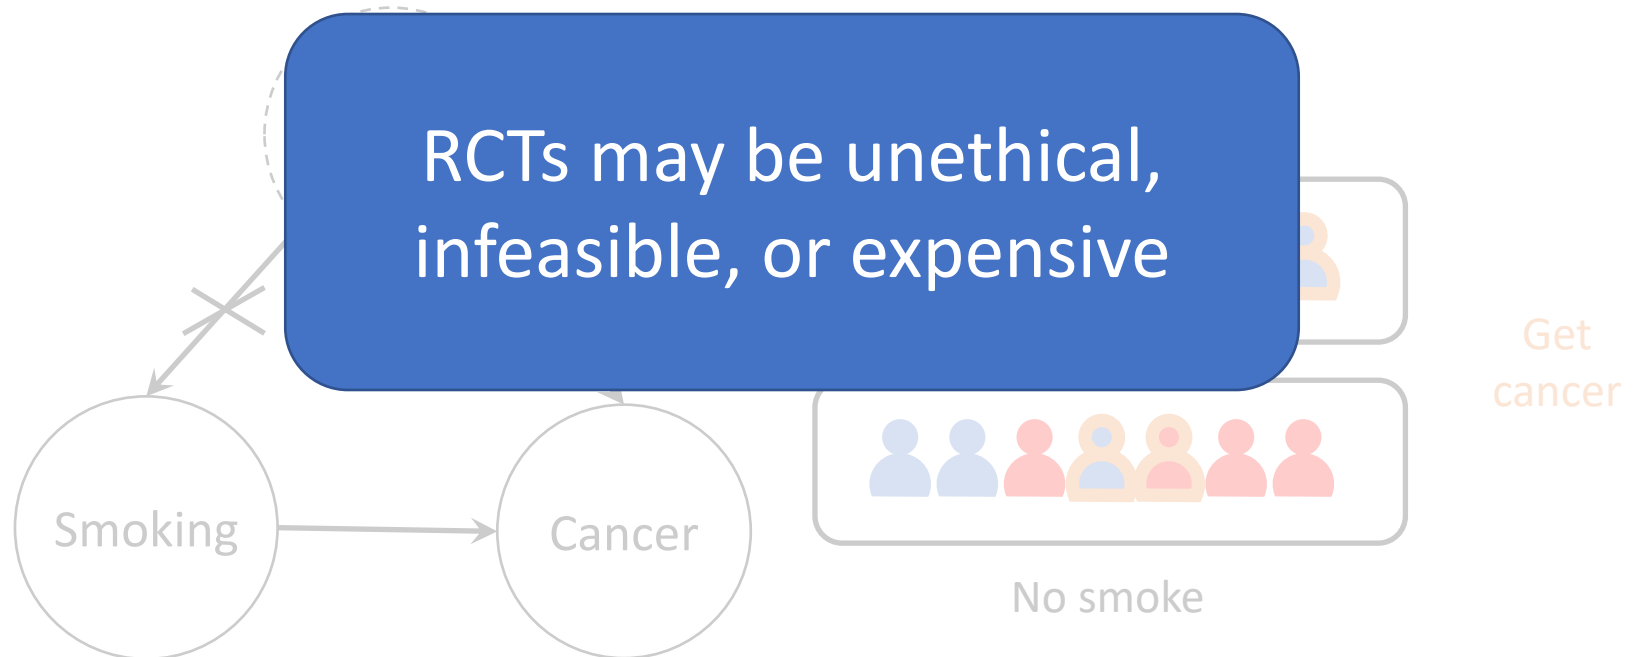 RCTs may be unethical,
infeasible, or expensive
Get
cancer
Smoking
Cancer
No smoke